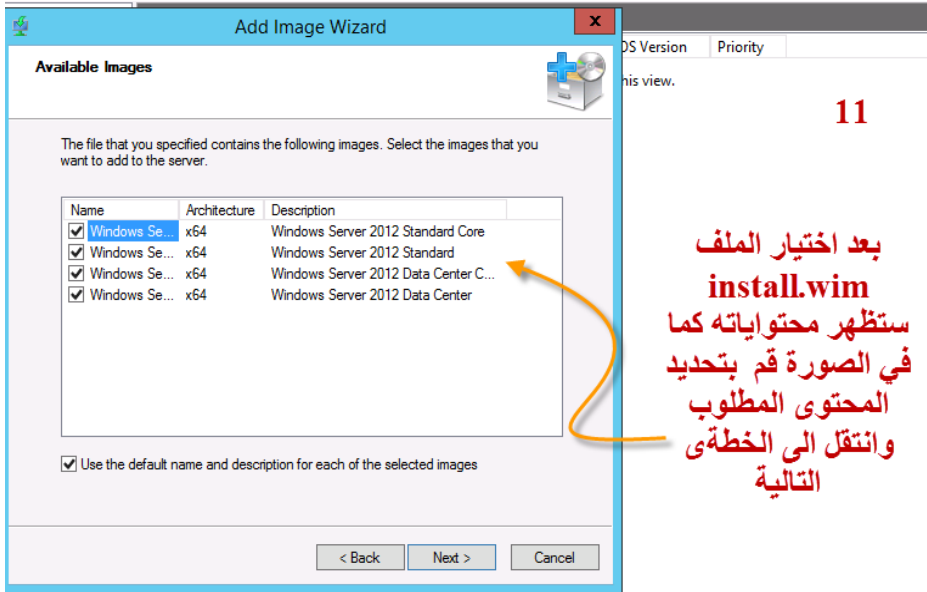 Add Image Wizard
x
Available Images
The file that you specified contains the following images. Select the images that you
want to add to the server.
Name Architecture Description
Windows Se... x64 Windows Server 2012 Standard Core
Windows Se... x64 Windows Server 2012 Standard
Windows Se... x64 Windows Server 2012 Data Center C...
Windows Se... x64 Windows Server 2012 Data Center
Use the default name and description for each of the selected images
< Back Next > Cancel
OS Version Priority
his view.
11
بعد اختيار الملف
install.wim
ستظهر محتواياته كما
في الصورة قم بتحديد
المحتوى المطلوب
وانتقل الى الخطةى
التالية